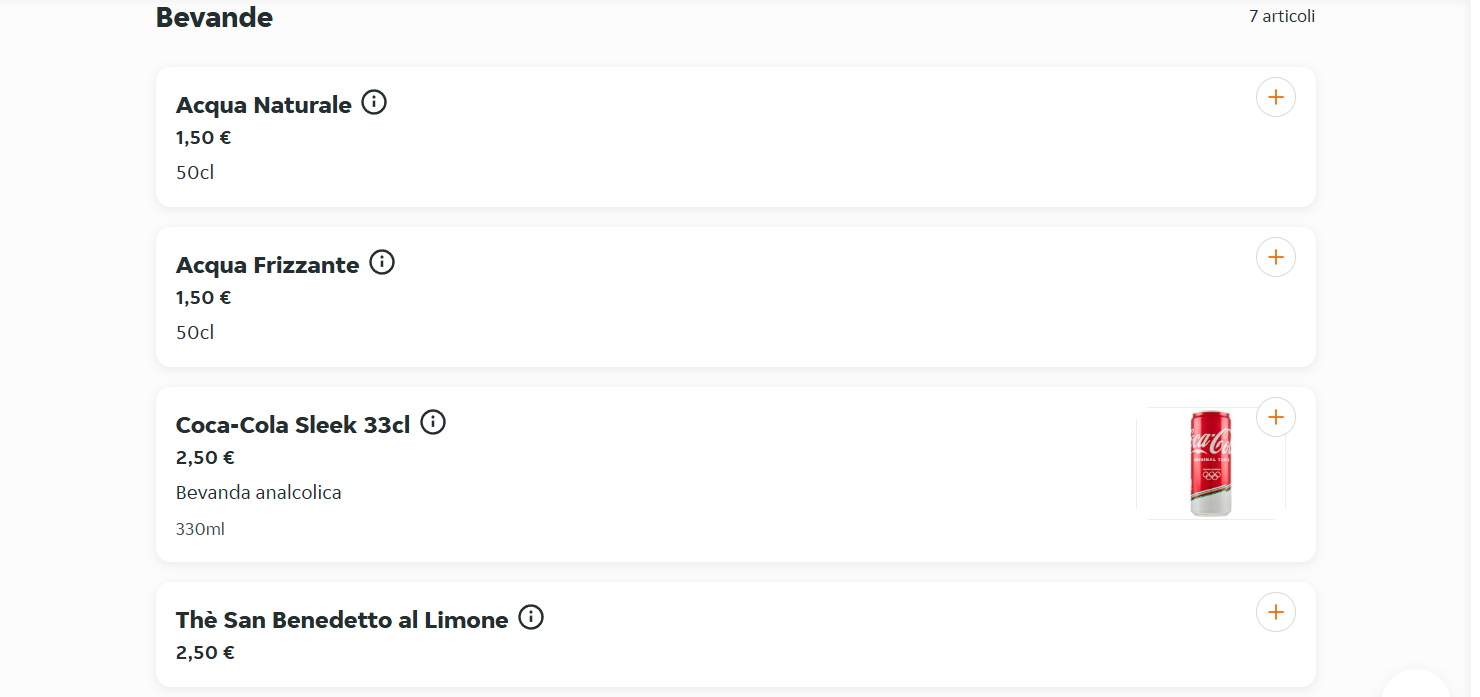 Bevande
7 articoli
Acqua Naturale
1,50 €
50cl
Acqua Frizzante
1,50 €
50cl
Coca-Cola Sleek 33cl
2,50 €
Bevanda analcolica
330ml
Thè San Benedetto al Limone
2,50 €